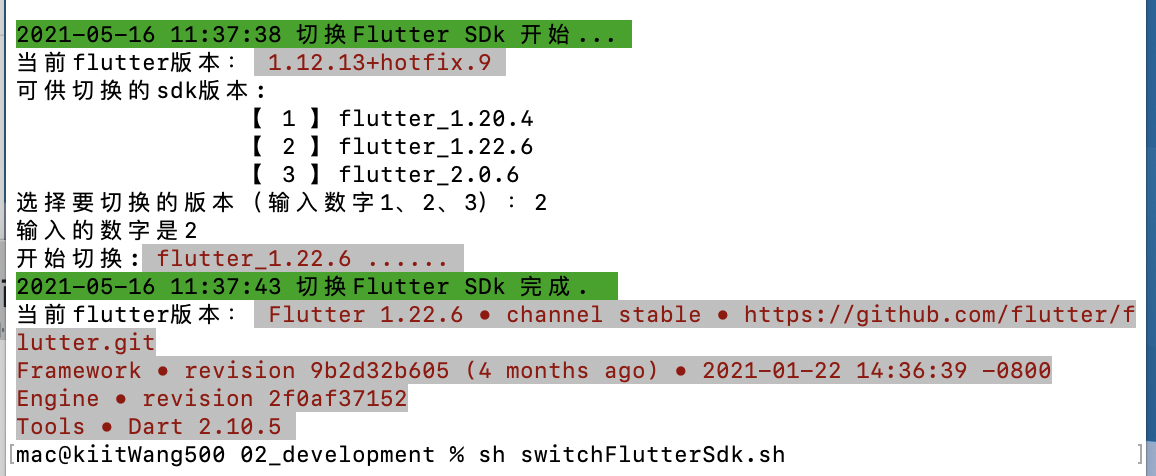 2021-05-16 11:37:38 切换Flutter SDk 开始...
当前flutter版本： 1.12.13+hotfix.9
可供切换的sdk版本:
【 1 】 flutter_1.20.4
【 2 】 flutter_1.22.6
【 3 】 flutter_2.0.6
选择要切换的版本（输入数字1、2、3）： 2
输入的数字是2
开始切换: flutter_1.22.6 ......
2021-05-16 11:37:43 切换Flutter SDk 完成.
当前flutter版本： Flutter 1.22.6 • channel stable • https://github.com/flutter/f
lutter.git
Framework • revision 9b2d32b605 (4 months ago) • 2021-01-22 14:36:39 -0800
Engine • revision 2f0af37152
Tools • Dart 2.10.5
[mac@kiitWang500 02_development % sh switchFlutterSdk.sh ]